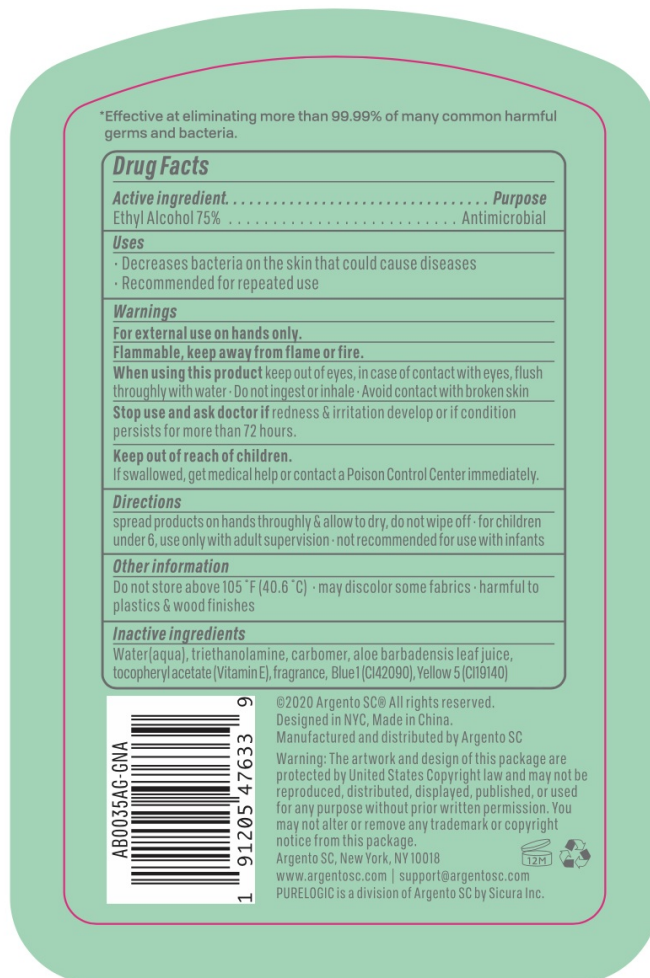 *Effective at eliminating more than 99.99% of many common harmful
germs and bacteria.
Drug Facts
Active ingredient. . . . . . . . . . . . . . . . . . . . . . . . . . . . . . . Purpose
Ethyl Alcohol 75% . . . . . . . . . . . . . . . . . . . . . . . . . . Antimicrobial
Uses
· Decreases bacteria on the skin that could cause diseases
· Recommended for repeated use
Warnings
For external use on hands only.
Flammable, keep away from flame or fire.
When using this product keep out of eyes, in case of contact with eyes, flush
throughly with water · Do not ingest or inhale · Avoid contact with broken skin
Stop use and ask doctor if redness & irritation develop or if condition
persists for more than 72 hours.
Keep out of reach of children.
If swallowed, get medical help or contact a Poison Control Center immediately.
Directions
spread products on hands throughly & allow to dry, do not wipe off · for children
under 6, use only with adult supervision · not recommended for use with infants
Other information
Do not store above 105 ˚F (40.6 ˚C) · may discolor some fabrics · harmful to
plastics & wood finishes
Inactive ingredients
Water(aqua), triethanolamine, carbomer, aloe barbadensis leaf juice,
tocopheryl acetate (Vitamin E), fragrance, Blue 1 (CI42090), Yellow 5 (CI19140)
AB0035AG-GNA
1 91205 47633 9
©2020 Argento SC® All rights reserved.
Designed in NYC, Made in China.
Manufactured and distributed by Argento SC
Warning: The artwork and design of this package are
protected by United States Copyright law and may not be
reproduced, distributed, displayed, published, or used
for any purpose without prior written permission. You
may not alter or remove any trademark or copyright
notice from this package.
Argento SC, New York, NY 10018
www.argentosc.com | support@argentosc.com
PURELOGIC is a division of Argento SC by Sicura Inc.
12M